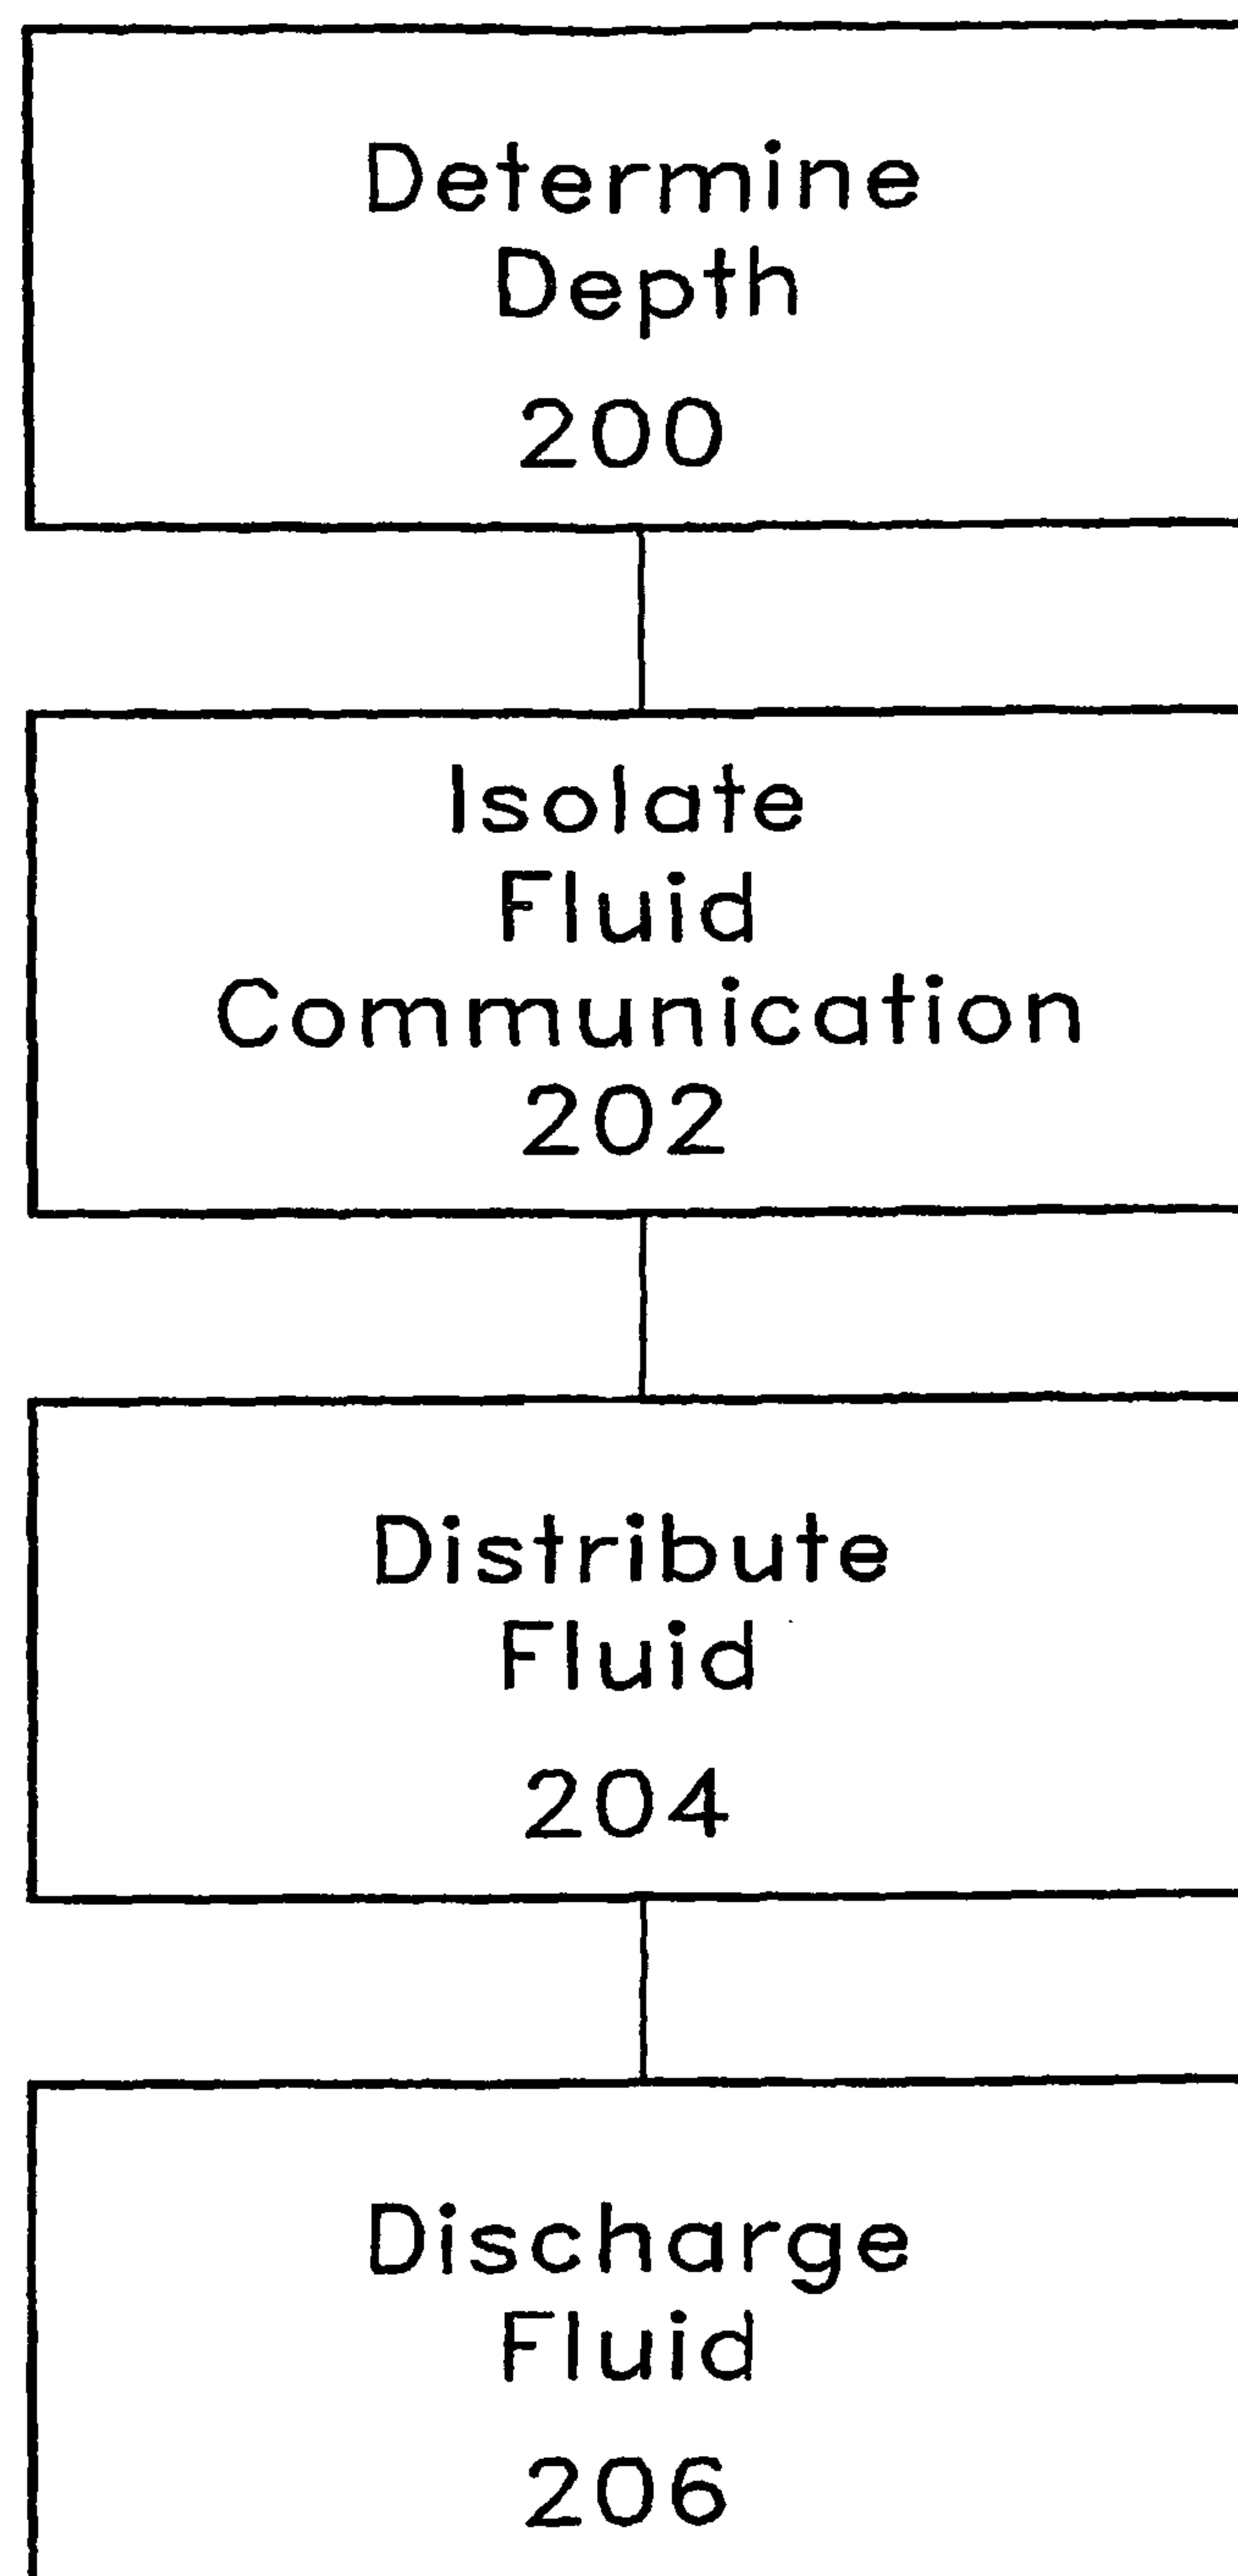 Determine
Depth
200
Isolate
Fluid
Communication
202
Distribute
Fluid
204
Discharge
Fluid
206